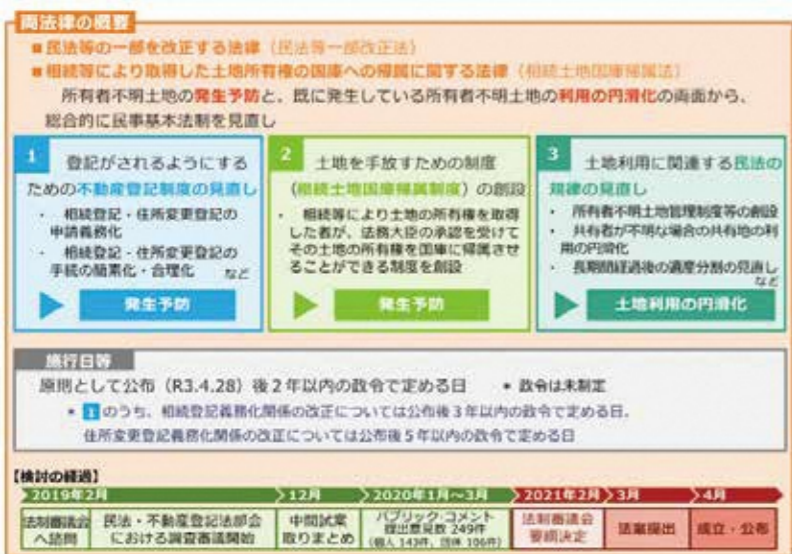 両法律の概要
■民法等の一部を改正する法律（民法等一部改正法）
■相続等により取得した土地所有権の国庫への帰属に関する法律（相続土地国庫帰属法）
所有者不明土地の発生予防と、既に発生している所有者不明土地の利用の円滑化の両面から、
総合的に民事基本法制を見直し
1
登記がされるようにする
ための不動産登記制度の見直し
・ 相続登記・住所変更登記の
申請義務化
・ 相続登記・住所変更登記の
手続の簡素化・合理化 など
発生予防
2
土地を手放すための制度
（相続土地国庫帰属制度）の創設
・ 相続等により土地の所有権を取得
した者が、法務大臣の承認を受けて
その土地の所有権を国庫に帰属させ
ることができる制度を創設
発生予防
3
土地利用に関連する民法の
規律の見直し
・ 所有者不明土地管理制度等の創設
・ 共有者が不明な場合の共有地の利
用の円滑化
・ 長期間経過後の遺産分割の見直し
など
土地利用の円滑化
施行日等
原則として公布（R3.4.28）後２年以内の政令で定める日 * 政令は未制定
* 1のうち、相続登記義務化関係の改正については公布後３年以内の政令で定める日、
住所変更登記義務化関係の改正については公布後５年以内の政令で定める日
【検討の経過】
2019年2月 12月 2020年1月～3月 2021年2月 3月 4月
法制審議会
へ諮問
民法・不動産登記法部会
における調査審議開始
中間試案
取りまとめ
パブリック・コメント
提出意見数 249件
（個人 143件、団体 106件）
法制審議会
要綱決定
法案提出
成立・公布